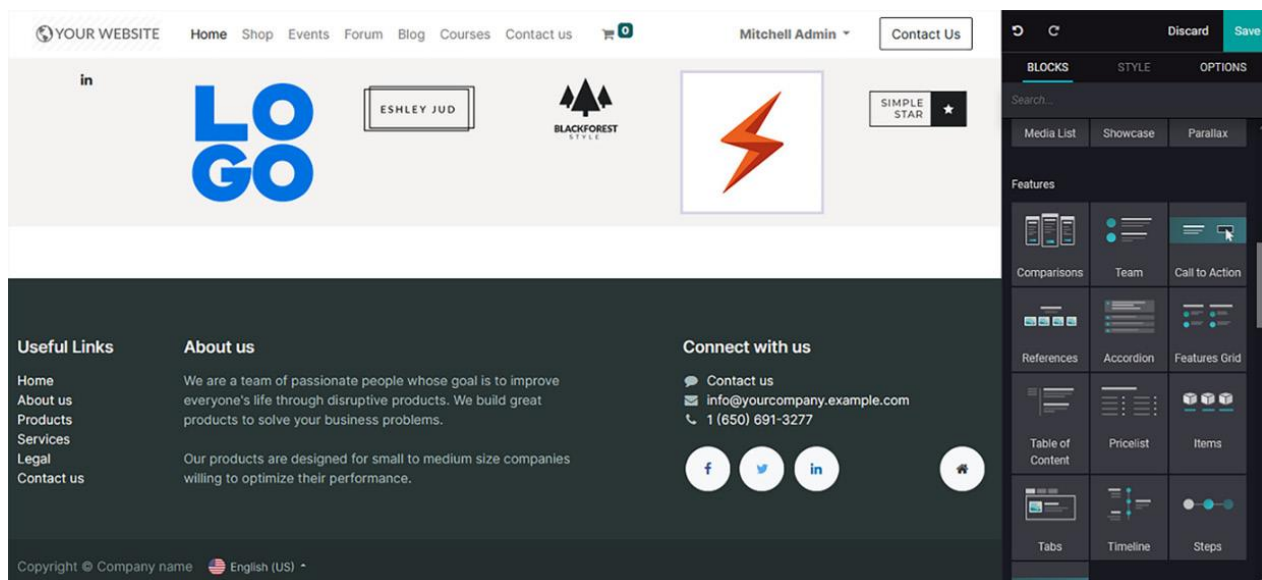 YOUR WEBSITE
Home Shop Events Forum Blog Courses Contact us 0 Mitchell Admin Contact Us
in
LO
GO
ESHLEY JUD
BLACKFOREST
STYLE
SIMPLE
STAR
Useful Links
Home
About us
Products
Services
Legal
Contact us
About us
We are a team of passionate people whose goal is to improve
everyone's life through disruptive products. We build great
products to solve your business problems.
Our products are designed for small to medium size companies
willing to optimize their performance.
Connect with us
Contact us
info@yourcompany.example.com
1 (650) 691-3277
f in
Copyright © Company name English (US)
Discard Save
BLOCKS STYLE OPTIONS
Search...
Media List Showcase Parallax
Features
Comparisons Team Call to Action
References Accordion Features Grid
Table of
Content
Pricelist Items
Tabs Timeline Steps